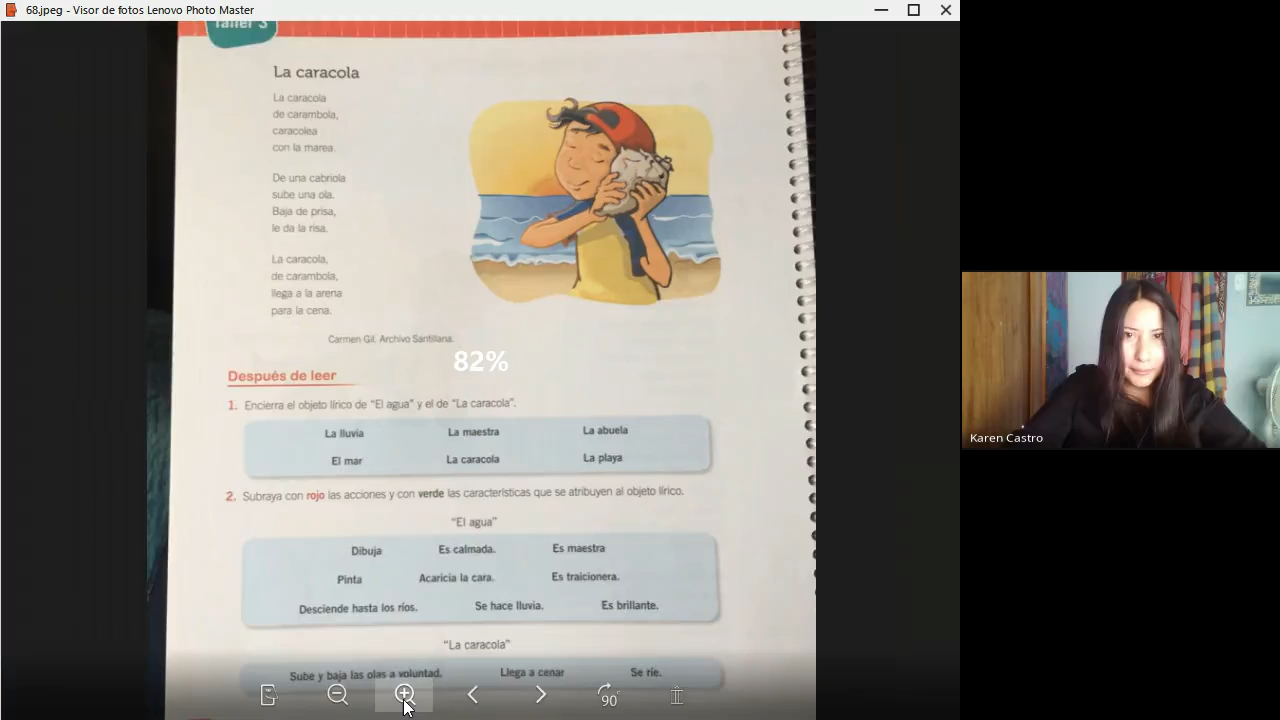 68.jpeg - Visor de fotos Lenovo Photo Master
Taller 3
La caracola
La caracola
de carambola,
caracolea
con la marea.
De una cabriola
sube una ola.
Baja de prisa,
le da la risa.
La caracola,
de carambola,
llega a la arena
para la cena.
Carmen Gil. Archivo Santillana.
82%
Después de leer
1. Encierra el objeto lírico de "El agua" y el de "La caracola".
La lluvia La maestra La abuela
El mar La caracola La playa
2. Subraya con rojo las acciones y con verde las características que se atribuyen al objeto lírico.
"El agua"
Dibuja Es calmada. Es maestra
Pinta Acaricia la cara. Es traicionera.
Desciende hasta los ríos. Se hace lluvia. Es brillante.
"La caracola"
Sube y baja las olas a voluntad. Llega a cenar Se ríe.
90°
Karen Castro